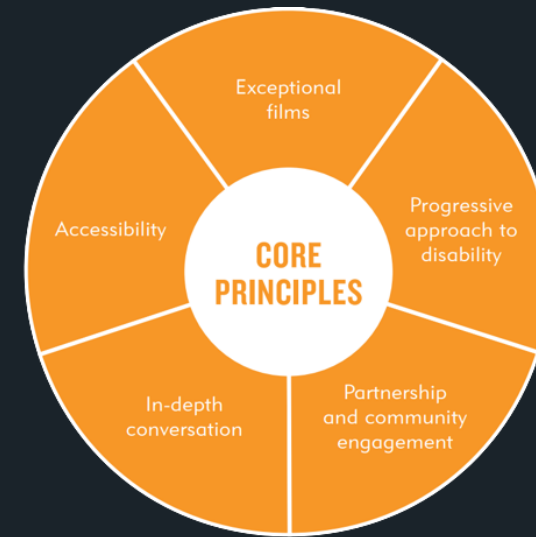 Exceptional
films
Progressive
approach to
disability
Partnership
and community
engagement
In-depth
conversation
Accessibility
CORE
PRINCIPLES